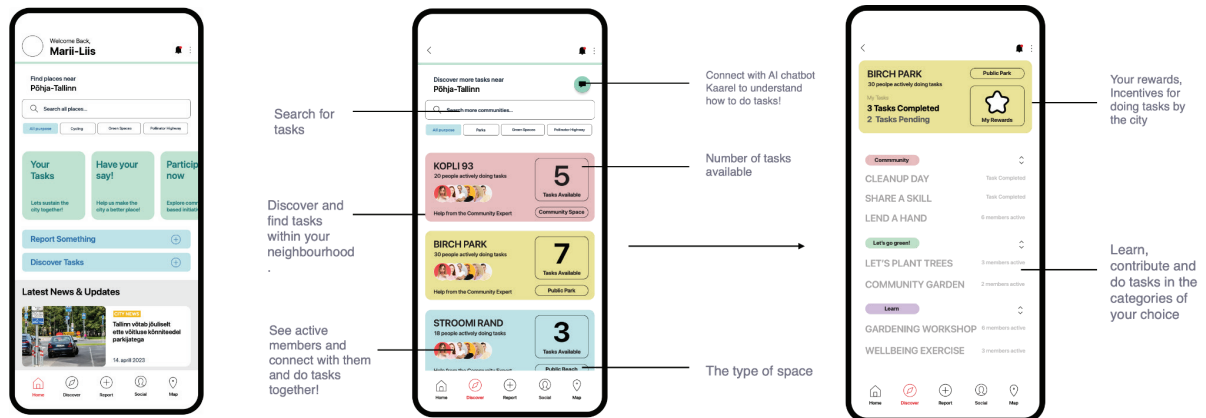 Welcome Back,
Marii-Liis
Find places near
Põhja-Tallinn
Search all places...
All purpose
Cycling
Green Spaces
Pollinator Highway
Your
Tasks
Lets sustain the
city together!
Have your
say!
Help us make the
city a better place!
Particip
now
Explore comm
based initiati
Report Something
Discover Tasks
Latest News & Updates
CITY NEWS
Tallinn võtab jõuliselt
ette võitluse kõnniteedel
parkijatega
14. aprill 2023
Home
Discover
Report
Social
Map
Search for
tasks
Discover and
find tasks
within your
neighbourhood
.
See active
members and
connect with them
and do tasks
together!
Discover more tasks near
Põhja-Tallinn
Search more communities...
All purpose
Parks
Green Spaces
Pollinator Highway
KOPLI 93
20 people actively doing tasks
Help from the Community Expert
5
Tasks Available
Community Space
BIRCH PARK
30 people actively doing tasks
Help from the Community Expert
7
Tasks Available
Public Park
STROOMI RAND
18 people actively doing tasks
Help from the Community Expert
3
Tasks Available
Public Beach
Home
Discover
Report
Social
Map
Connect with AI chatbot
Kaarel to understand
how to do tasks!
Number of tasks
available
The type of space
BIRCH PARK
30 people actively doing tasks
My Tasks
3 Tasks Completed
2 Tasks Pending
Public Park
My Rewards
Commmunity
CLEANUP DAY
Task Completed
SHARE A SKILL
Task Completed
LEND A HAND
6 members active
Let's go green!
LET'S PLANT TREES
3 members active
COMMUNITY GARDEN
2 members active
Learn
GARDENING WORKSHOP
6 members active
WELLBEING EXERCISE
3 members active
Home
Discover
Report
Social
Map
Your rewards,
Incentives for
doing tasks by
the city
Learn,
contribute and
do tasks in the
categories of
your choice